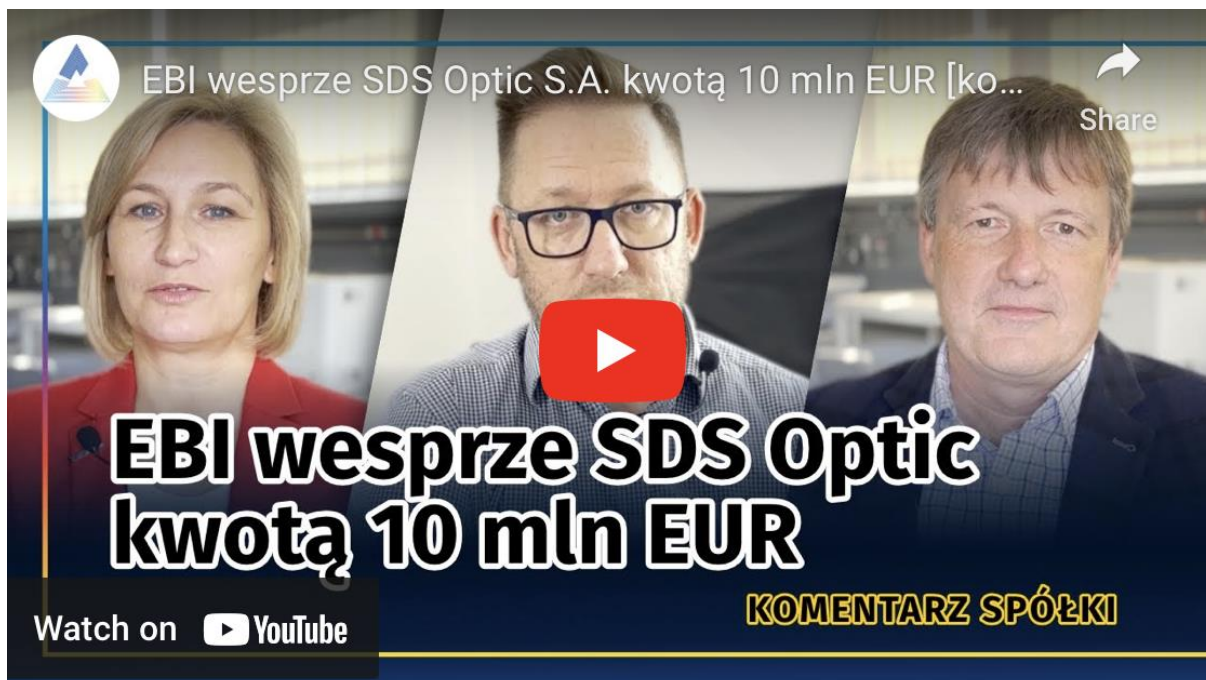 EBI wesprze SDS Optic S.A. kwotą 10 mln EUR [ko...
Share
EBI wesprze SDS Optic
kwotą 10 mln EUR
KOMENTARZ SPÓŁKI
Watch on YouTube